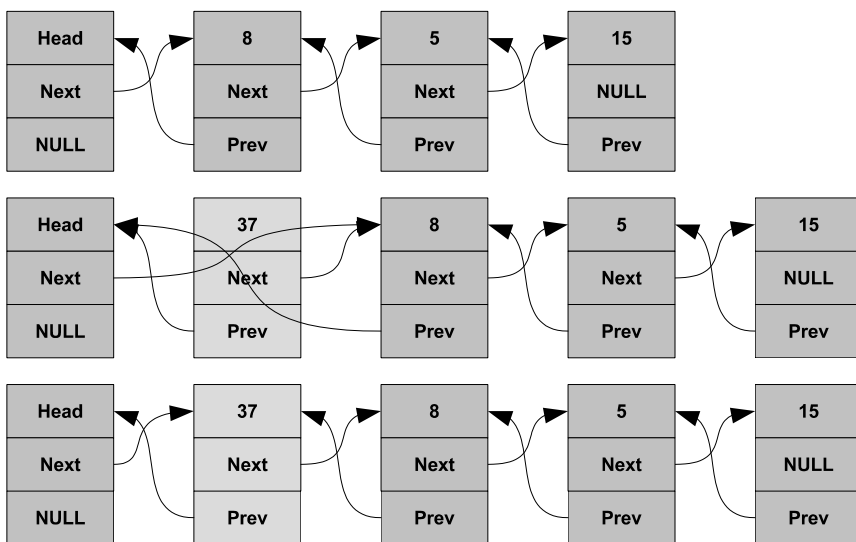 Head 8 5 15
Next Next Next NULL
NULL Prev Prev Prev
Head 37 8 5 15
Next Next Next Next NULL
NULL Prev Prev Prev Prev
Head 37 8 5 15
Next Next Next Next NULL
NULL Prev Prev Prev Prev